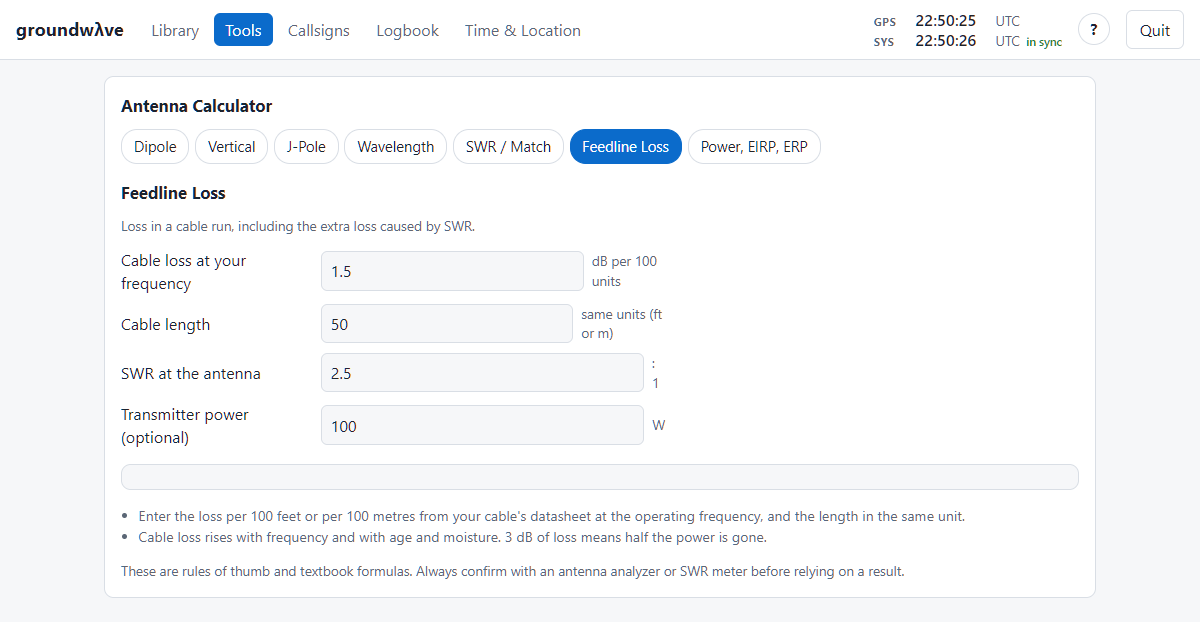 groundwλve
Library
Tools
Callsigns
Logbook
Time & Location
GPS 22:50:25 UTC
SYS 22:50:26 UTC in sync
?
Quit
Antenna Calculator
Dipole
Vertical
J-Pole
Wavelength
SWR / Match
Feedline Loss
Power, EIRP, ERP
Feedline Loss
Loss in a cable run, including the extra loss caused by SWR.
Cable loss at your
frequency
1.5
dB per 100
units
Cable length
50
same units (ft
or m)
SWR at the antenna
2.5
:
1
Transmitter power
(optional)
100
W
• Enter the loss per 100 feet or per 100 metres from your cable's datasheet at the operating frequency, and the length in the same unit.
• Cable loss rises with frequency and with age and moisture. 3 dB of loss means half the power is gone.
These are rules of thumb and textbook formulas. Always confirm with an antenna analyzer or SWR meter before relying on a result.